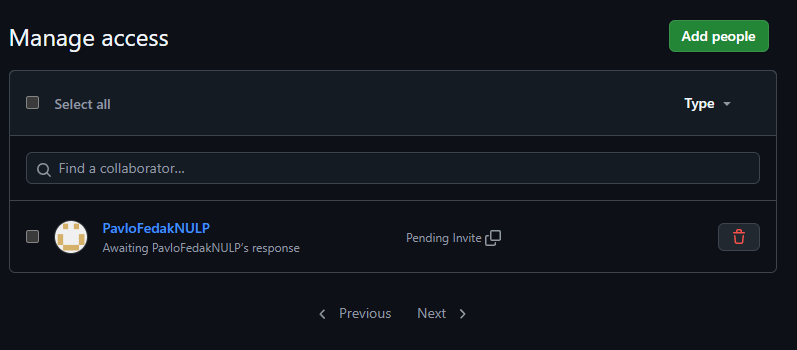 Manage access
Add people
Select all
Type
Find a collaborator...
PavloFedakNULP
Awaiting PavloFedakNULP's response
Pending Invite
Previous
Next